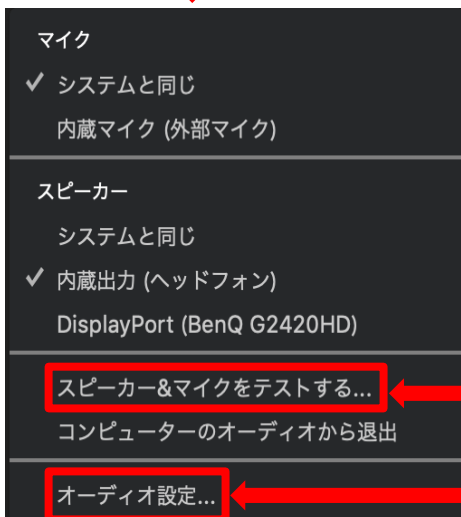 マイク
✓ システムと同じ
内蔵マイク (外部マイク)
スピーカー
システムと同じ
✓ 内蔵出力 (ヘッドフォン)
DisplayPort (BenQ G2420HD)
スピーカー&マイクをテストする...
コンピューターのオーディオから退出
オーディオ設定...